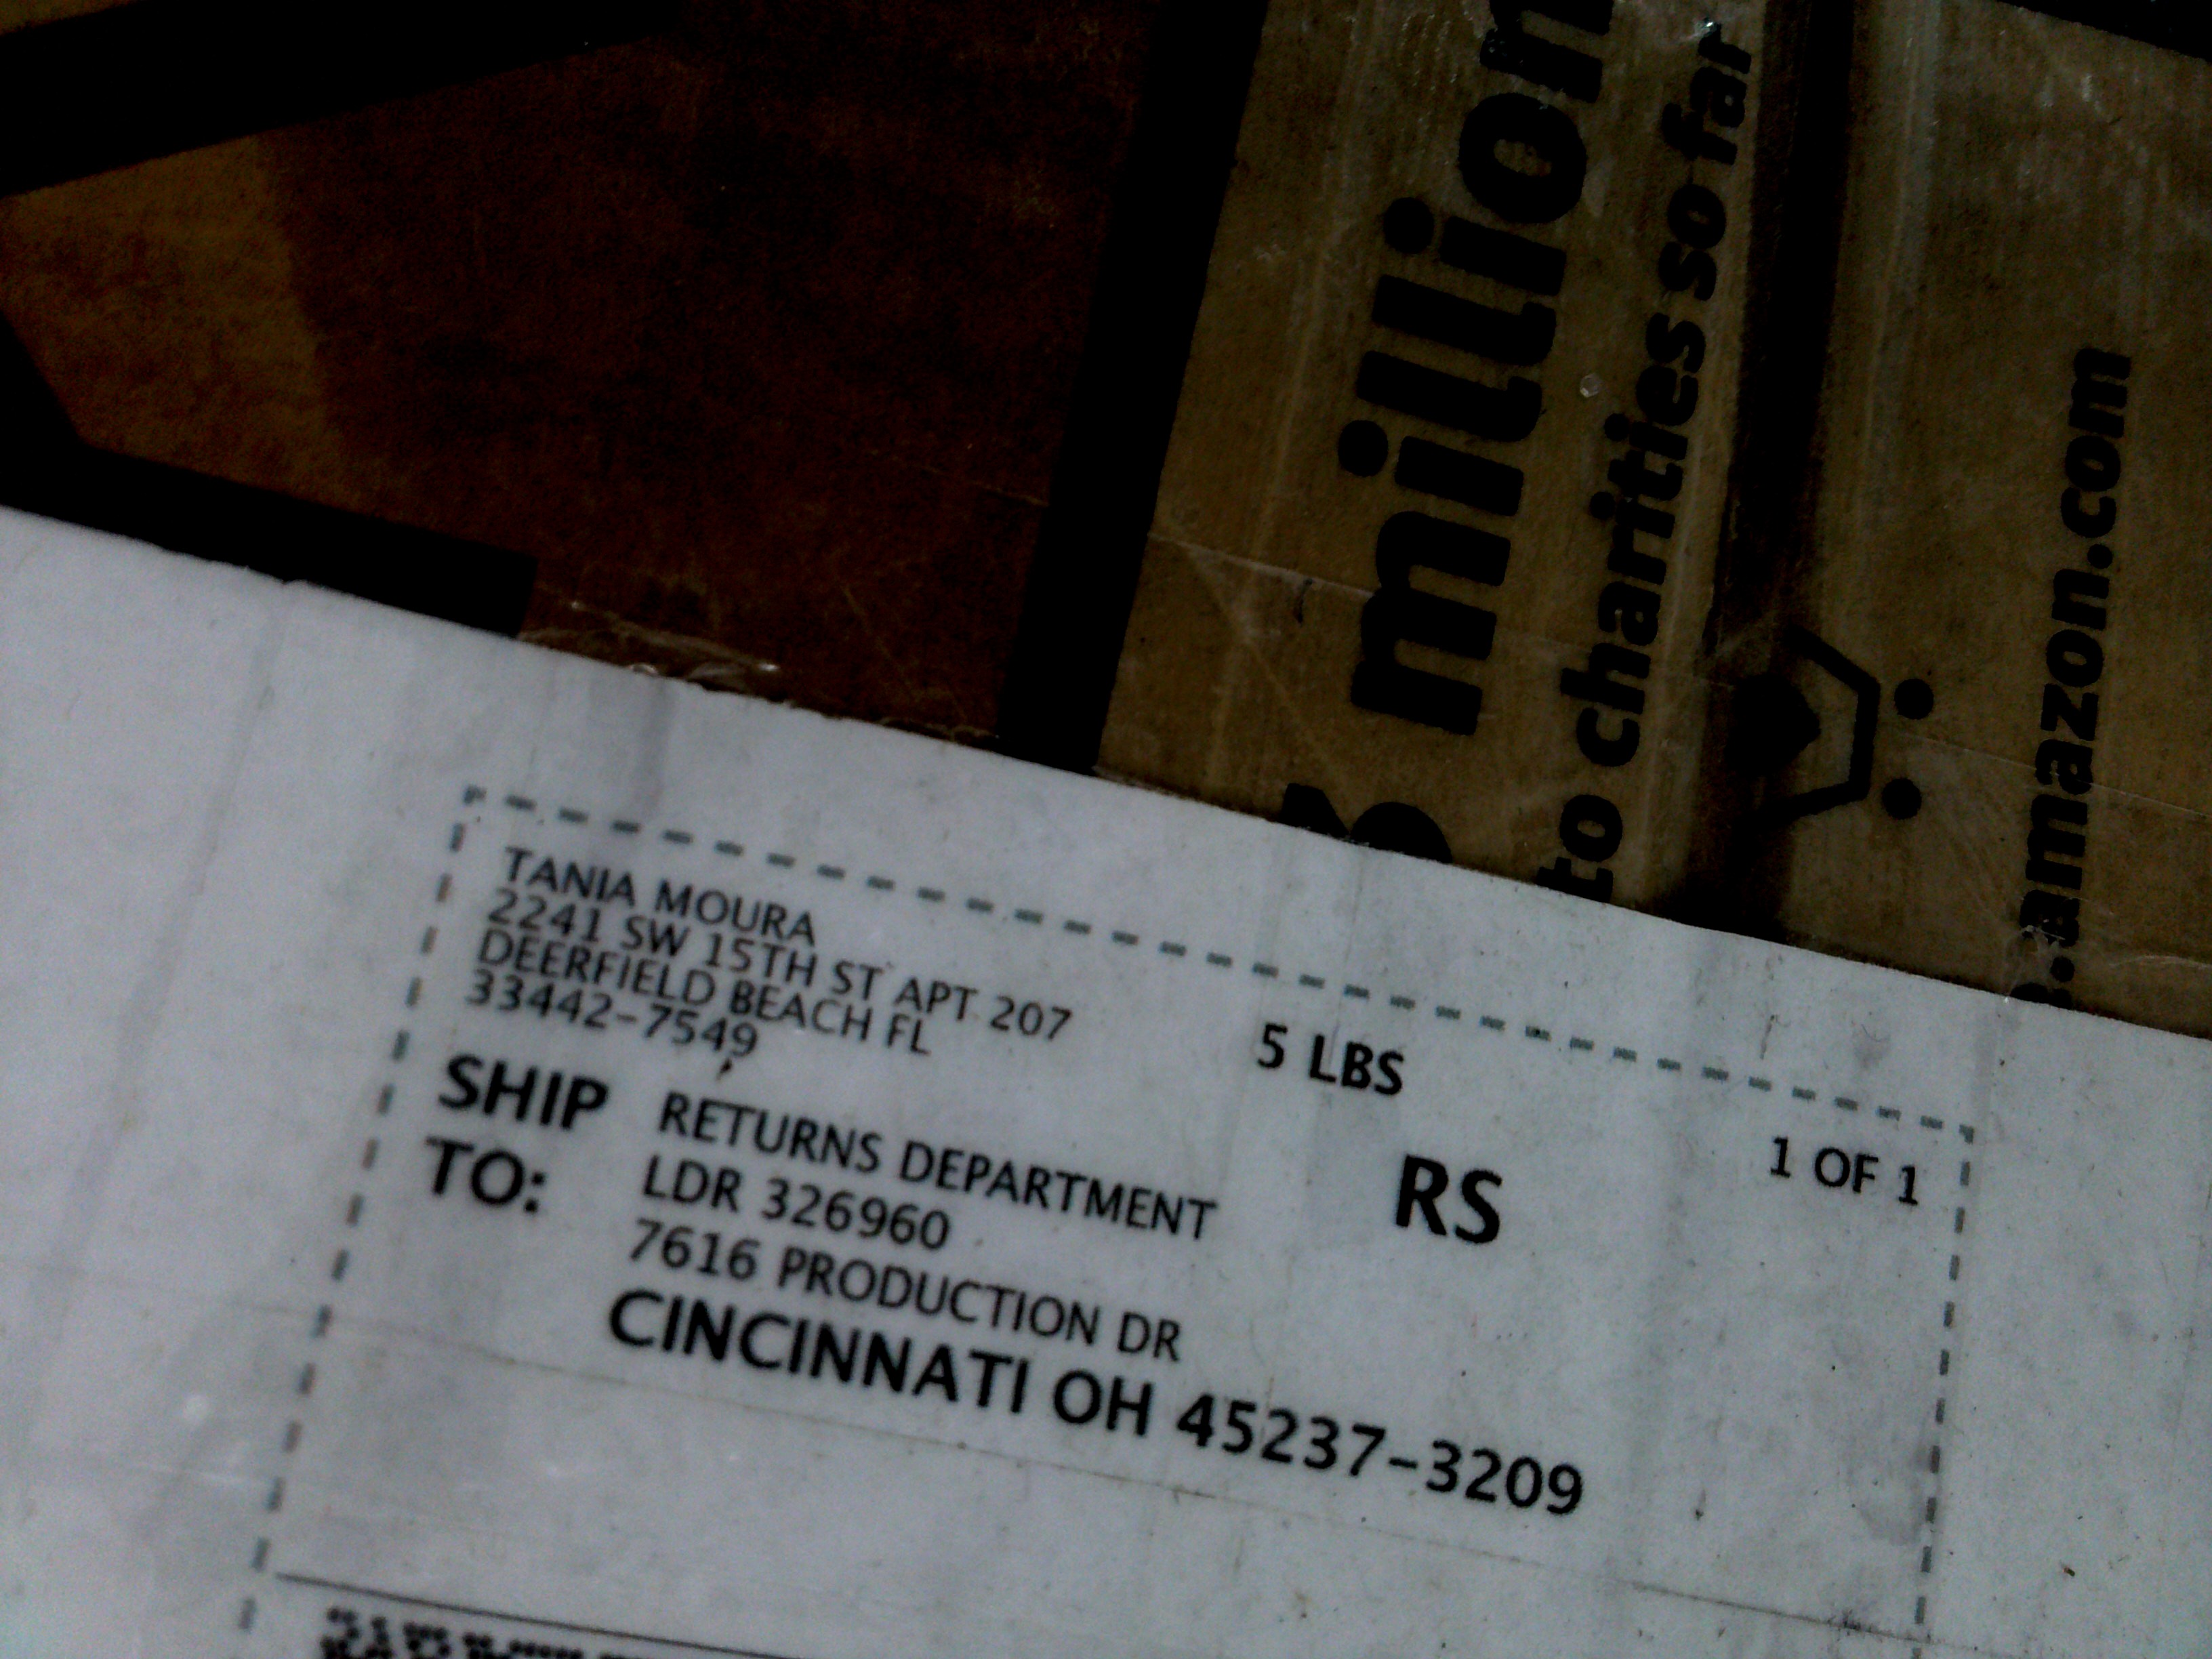 million
to charities so far
.amazon.com
TANIA MOURA
2241 SW 15TH ST APT 207
DEERFIELD BEACH FL
33442-7549
5 LBS
1 OF 1
SHIP TO:
RETURNS DEPARTMENT
LDR 326960
7616 PRODUCTION DR
CINCINNATI OH 45237-3209
RS